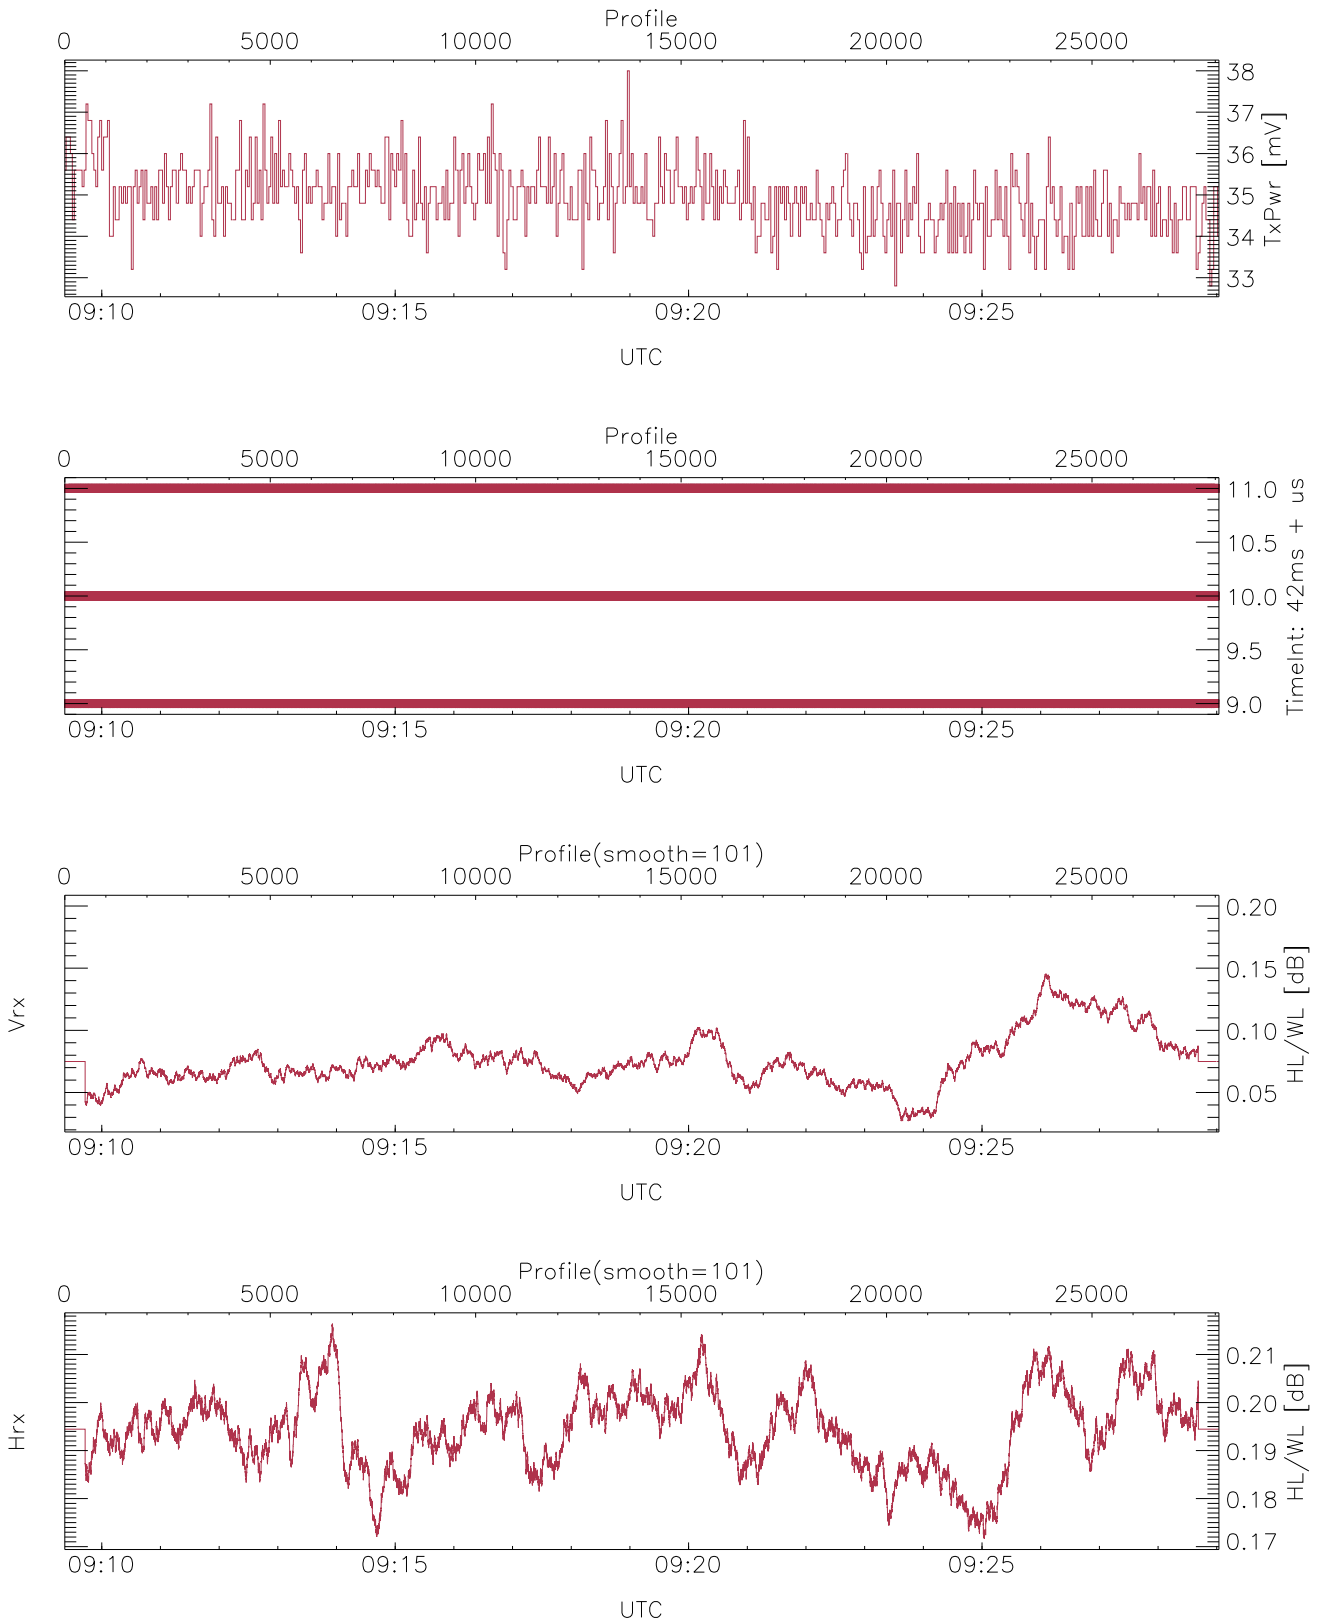 Profile
0 5000 10000 15000 20000 25000
38
37
36
35
34
33
TxPwr [mV]
09:10 09:15 09:20 09:25
UTC
Profile
0 5000 10000 15000 20000 25000
11.0
10.5
10.0
9.5
9.0
TimeInt: 42ms + us
09:10 09:15 09:20 09:25
UTC
Profile(smooth=101)
0 5000 10000 15000 20000 25000
Vrx
0.20
0.15
0.10
0.05
HL/WL [dB]
09:10 09:15 09:20 09:25
UTC
Profile(smooth=101)
0 5000 10000 15000 20000 25000
Hrx
0.21
0.20
0.19
0.18
0.17
HL/WL [dB]
09:10 09:15 09:20 09:25
UTC